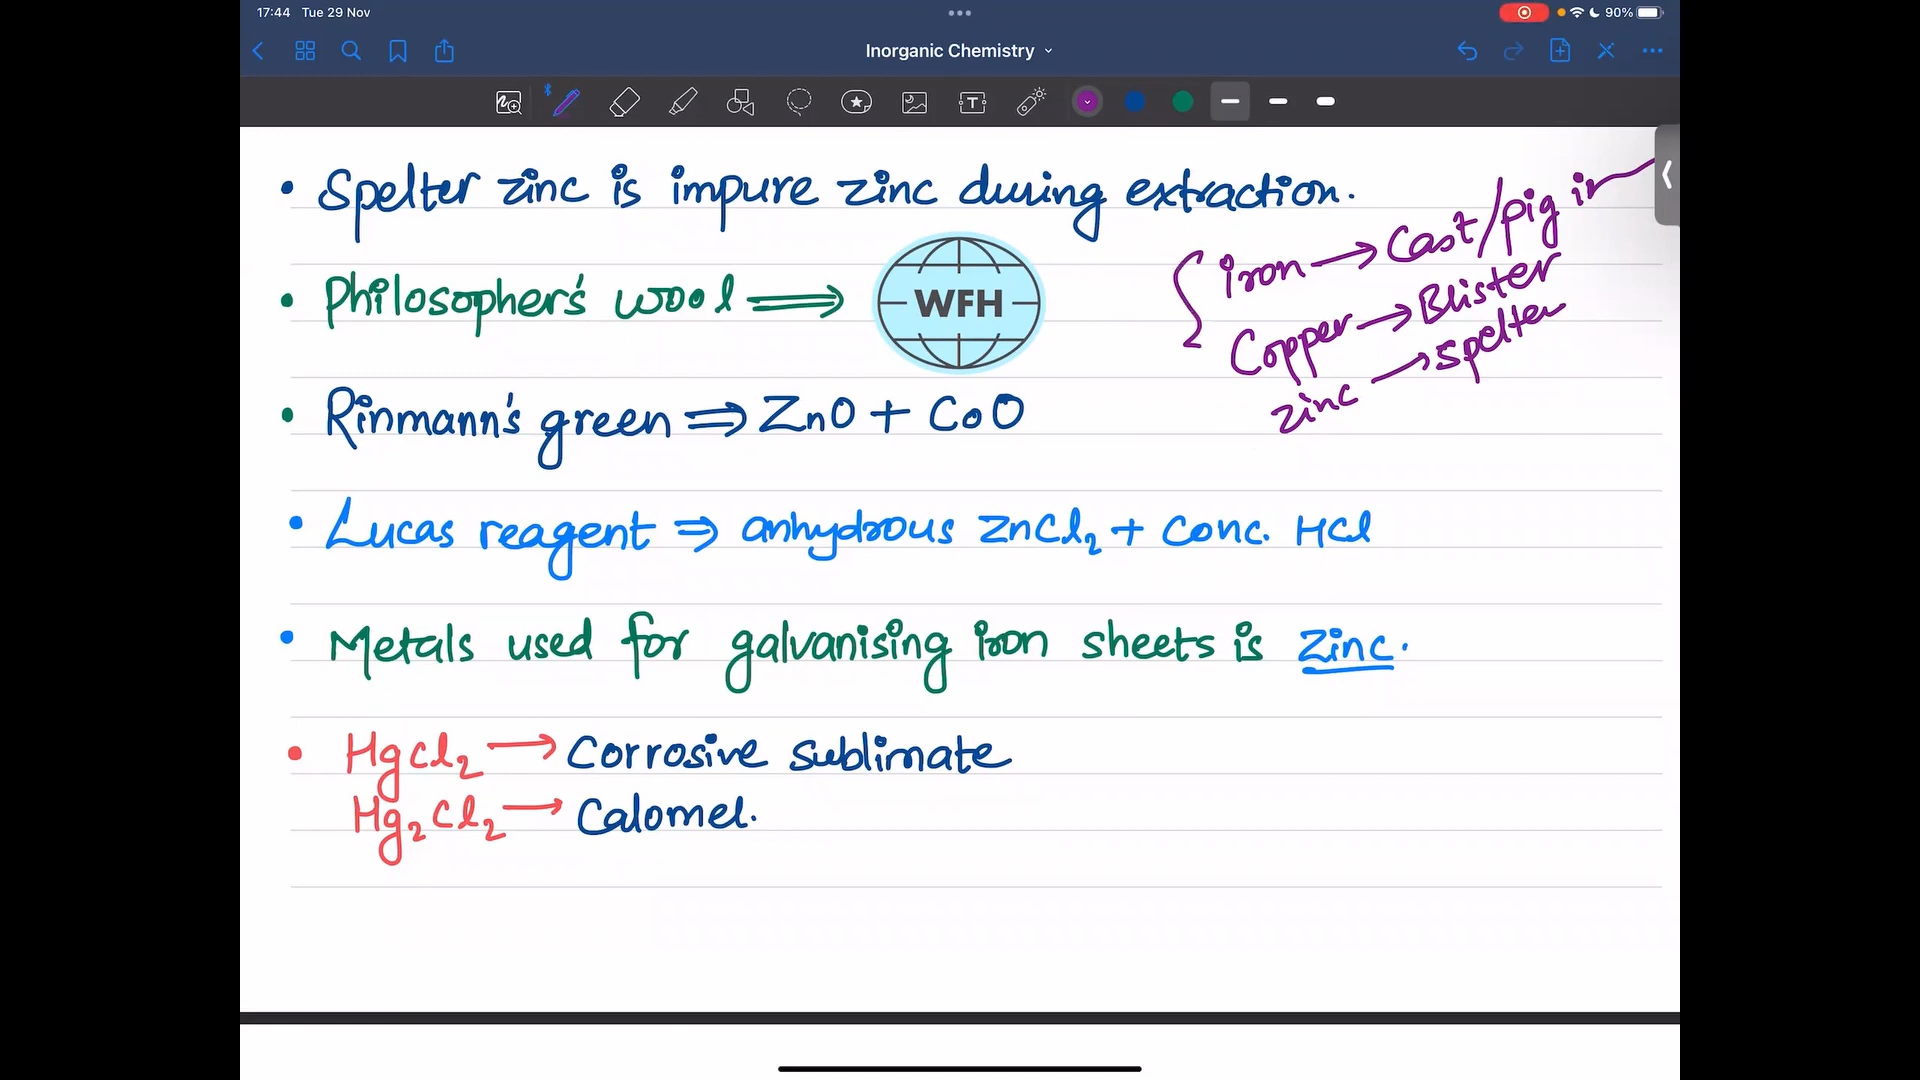 17:44 Tue 29 Nov
90%
Inorganic Chemistry
• Spelter zinc is impure zinc during extraction.
{ iron → Cast/pig ir
Copper → Blister
zinc → spelter
• Philosopher's wool ⟹ WFH
• Rinmann's green ⇒ ZnO + CoO
• Lucas reagent ⇒ anhydrous ZnCl₂ + Conc. HCl
• Metals used for galvanising iron sheets is zinc.
• HgCl₂ → Corrosive sublimate
Hg₂Cl₂ → Calomel.